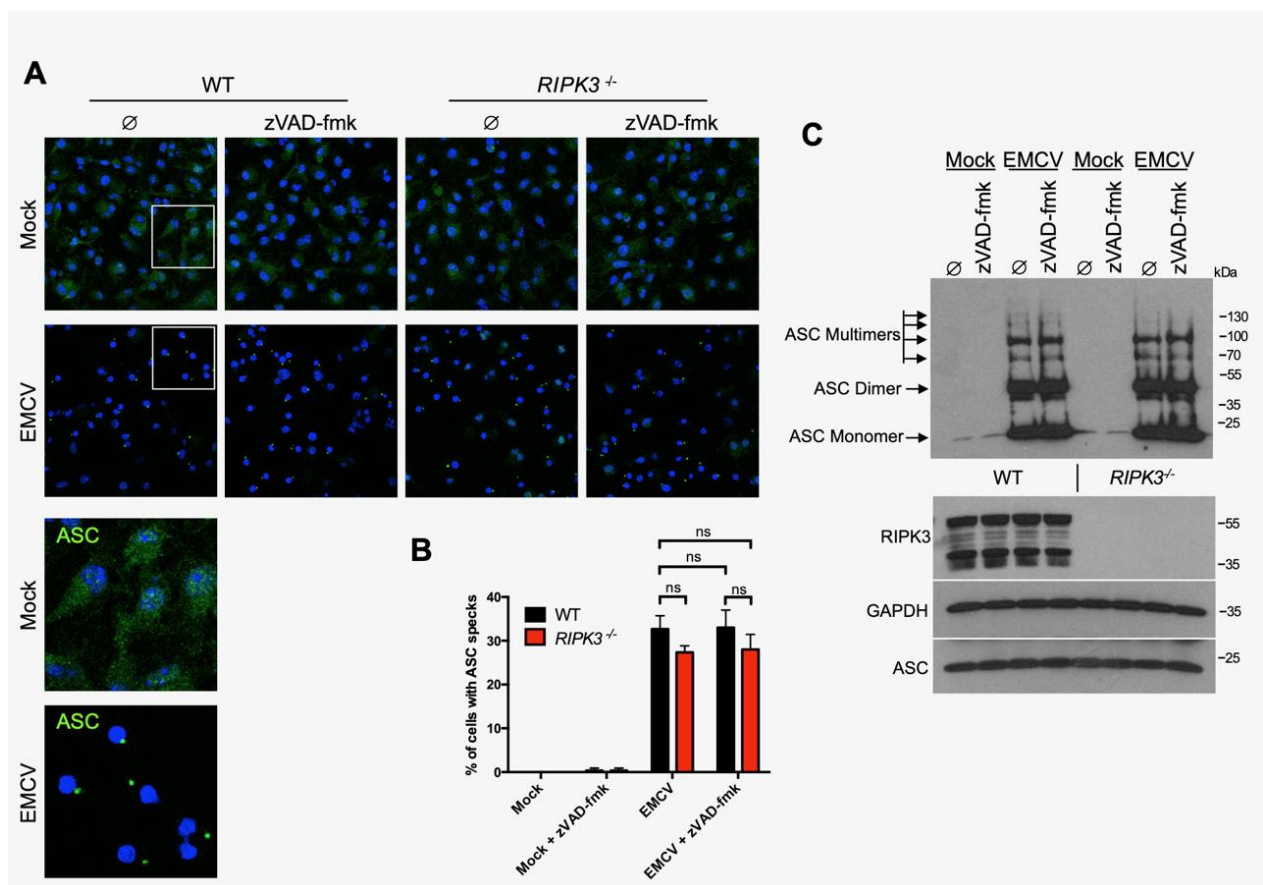 A
WT
RIPK3 -/-
∅
zVAD-fmk
∅
zVAD-fmk
Mock
EMCV
ASC
Mock
ASC
EMCV
B
ns
ns
ns
ns
% of cells with ASC specks
40
30
20
10
0
WT
RIPK3 -/-
Mock
Mock + zVAD-fmk
EMCV
EMCV + zVAD-fmk
C
Mock EMCV Mock EMCV
∅ zVAD-fmk ∅ zVAD-fmk ∅ zVAD-fmk ∅ zVAD-fmk
kDa
ASC Multimers
ASC Dimer
ASC Monomer
–130
–100
–70
–55
–35
–25
WT
RIPK3-/-
RIPK3
–55
–35
GAPDH
–35
ASC
–25